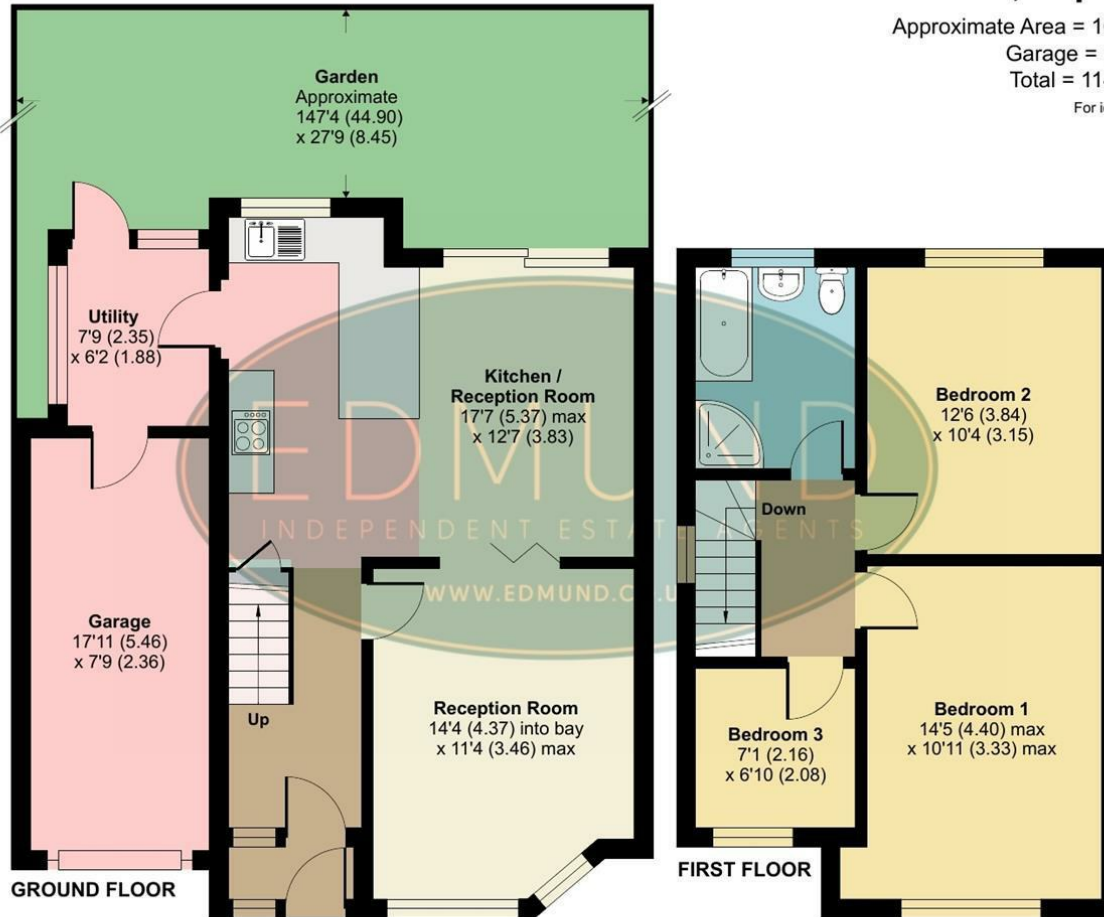 Approximate Area =
Garage =
Total =
Garden
Approximate
147'4 (44.90)
x 27'9 (8.45)
Utility
7'9 (2.35)
x 6'2 (1.88)
Kitchen /
Reception Room
17'7 (5.37) max
x 12'7 (3.83)
Bedroom 2
12'6 (3.84)
x 10'4 (3.15)
EDMUND
INDEPENDENT ESTATE AGENTS
Down
Garage
17'11 (5.46)
x 7'9 (2.36)
Up
Reception Room
14'4 (4.37) into bay
x 11'4 (3.46) max
Bedroom 3
7'1 (2.16)
x 6'10 (2.08)
Bedroom 1
14'5 (4.40) max
x 10'11 (3.33) max
GROUND FLOOR
FIRST FLOOR